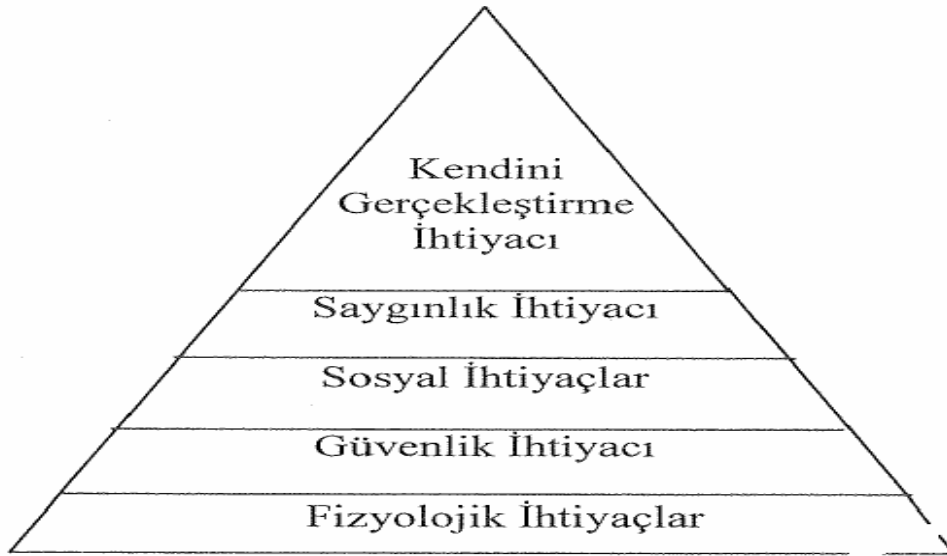 Kendini
Gerçekleştirme
İhtiyacı
Saygınlık İhtiyacı
Sosyal İhtiyaçlar
Güvenlik İhtiyacı
Fizyolojik İhtiyaçlar